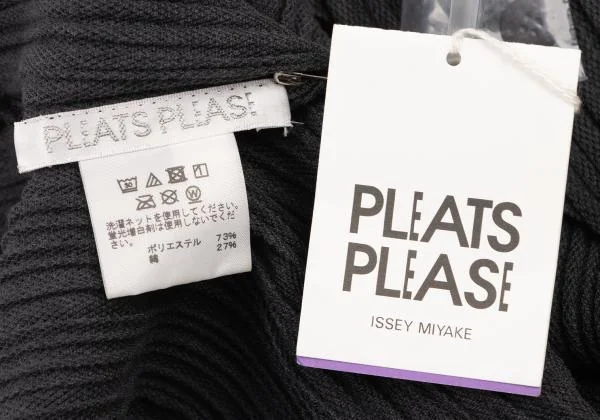 PLEATS PLEASE
洗濯ネットを使用してください。
蛍光増白剤は使用しないでくだ
さい。
ポリエステル 73%
綿 27%
PLEATS
PLEASE
ISSEY MIYAKE